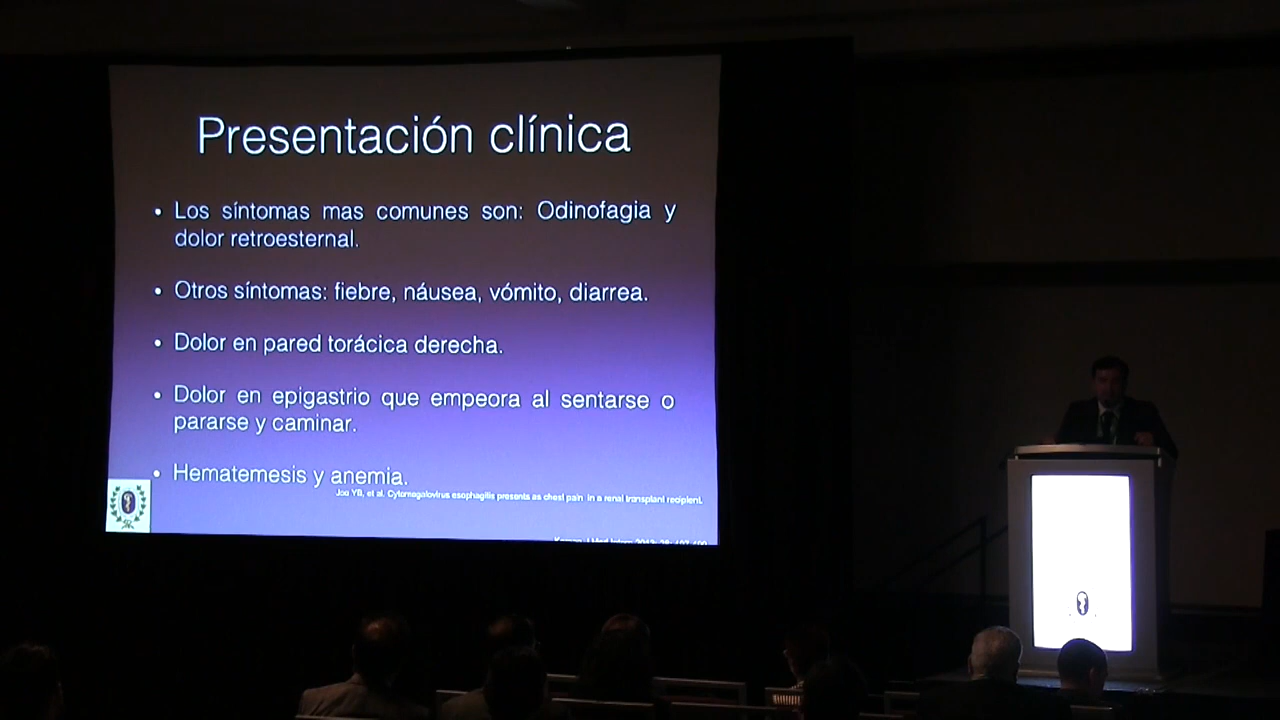 Presentación clínica
• Los síntomas mas comunes son: Odinofagia y
dolor retroesternal.
• Otros síntomas: fiebre, náusea, vómito, diarrea.
• Dolor en pared torácica derecha.
• Dolor en epigastrio que empeora al sentarse o
pararse y caminar.
• Hematemesis y anemia.
Joo YB, et al. Cytomegalovirus esophagitis presents as chest pain in a renal transplant recipient.